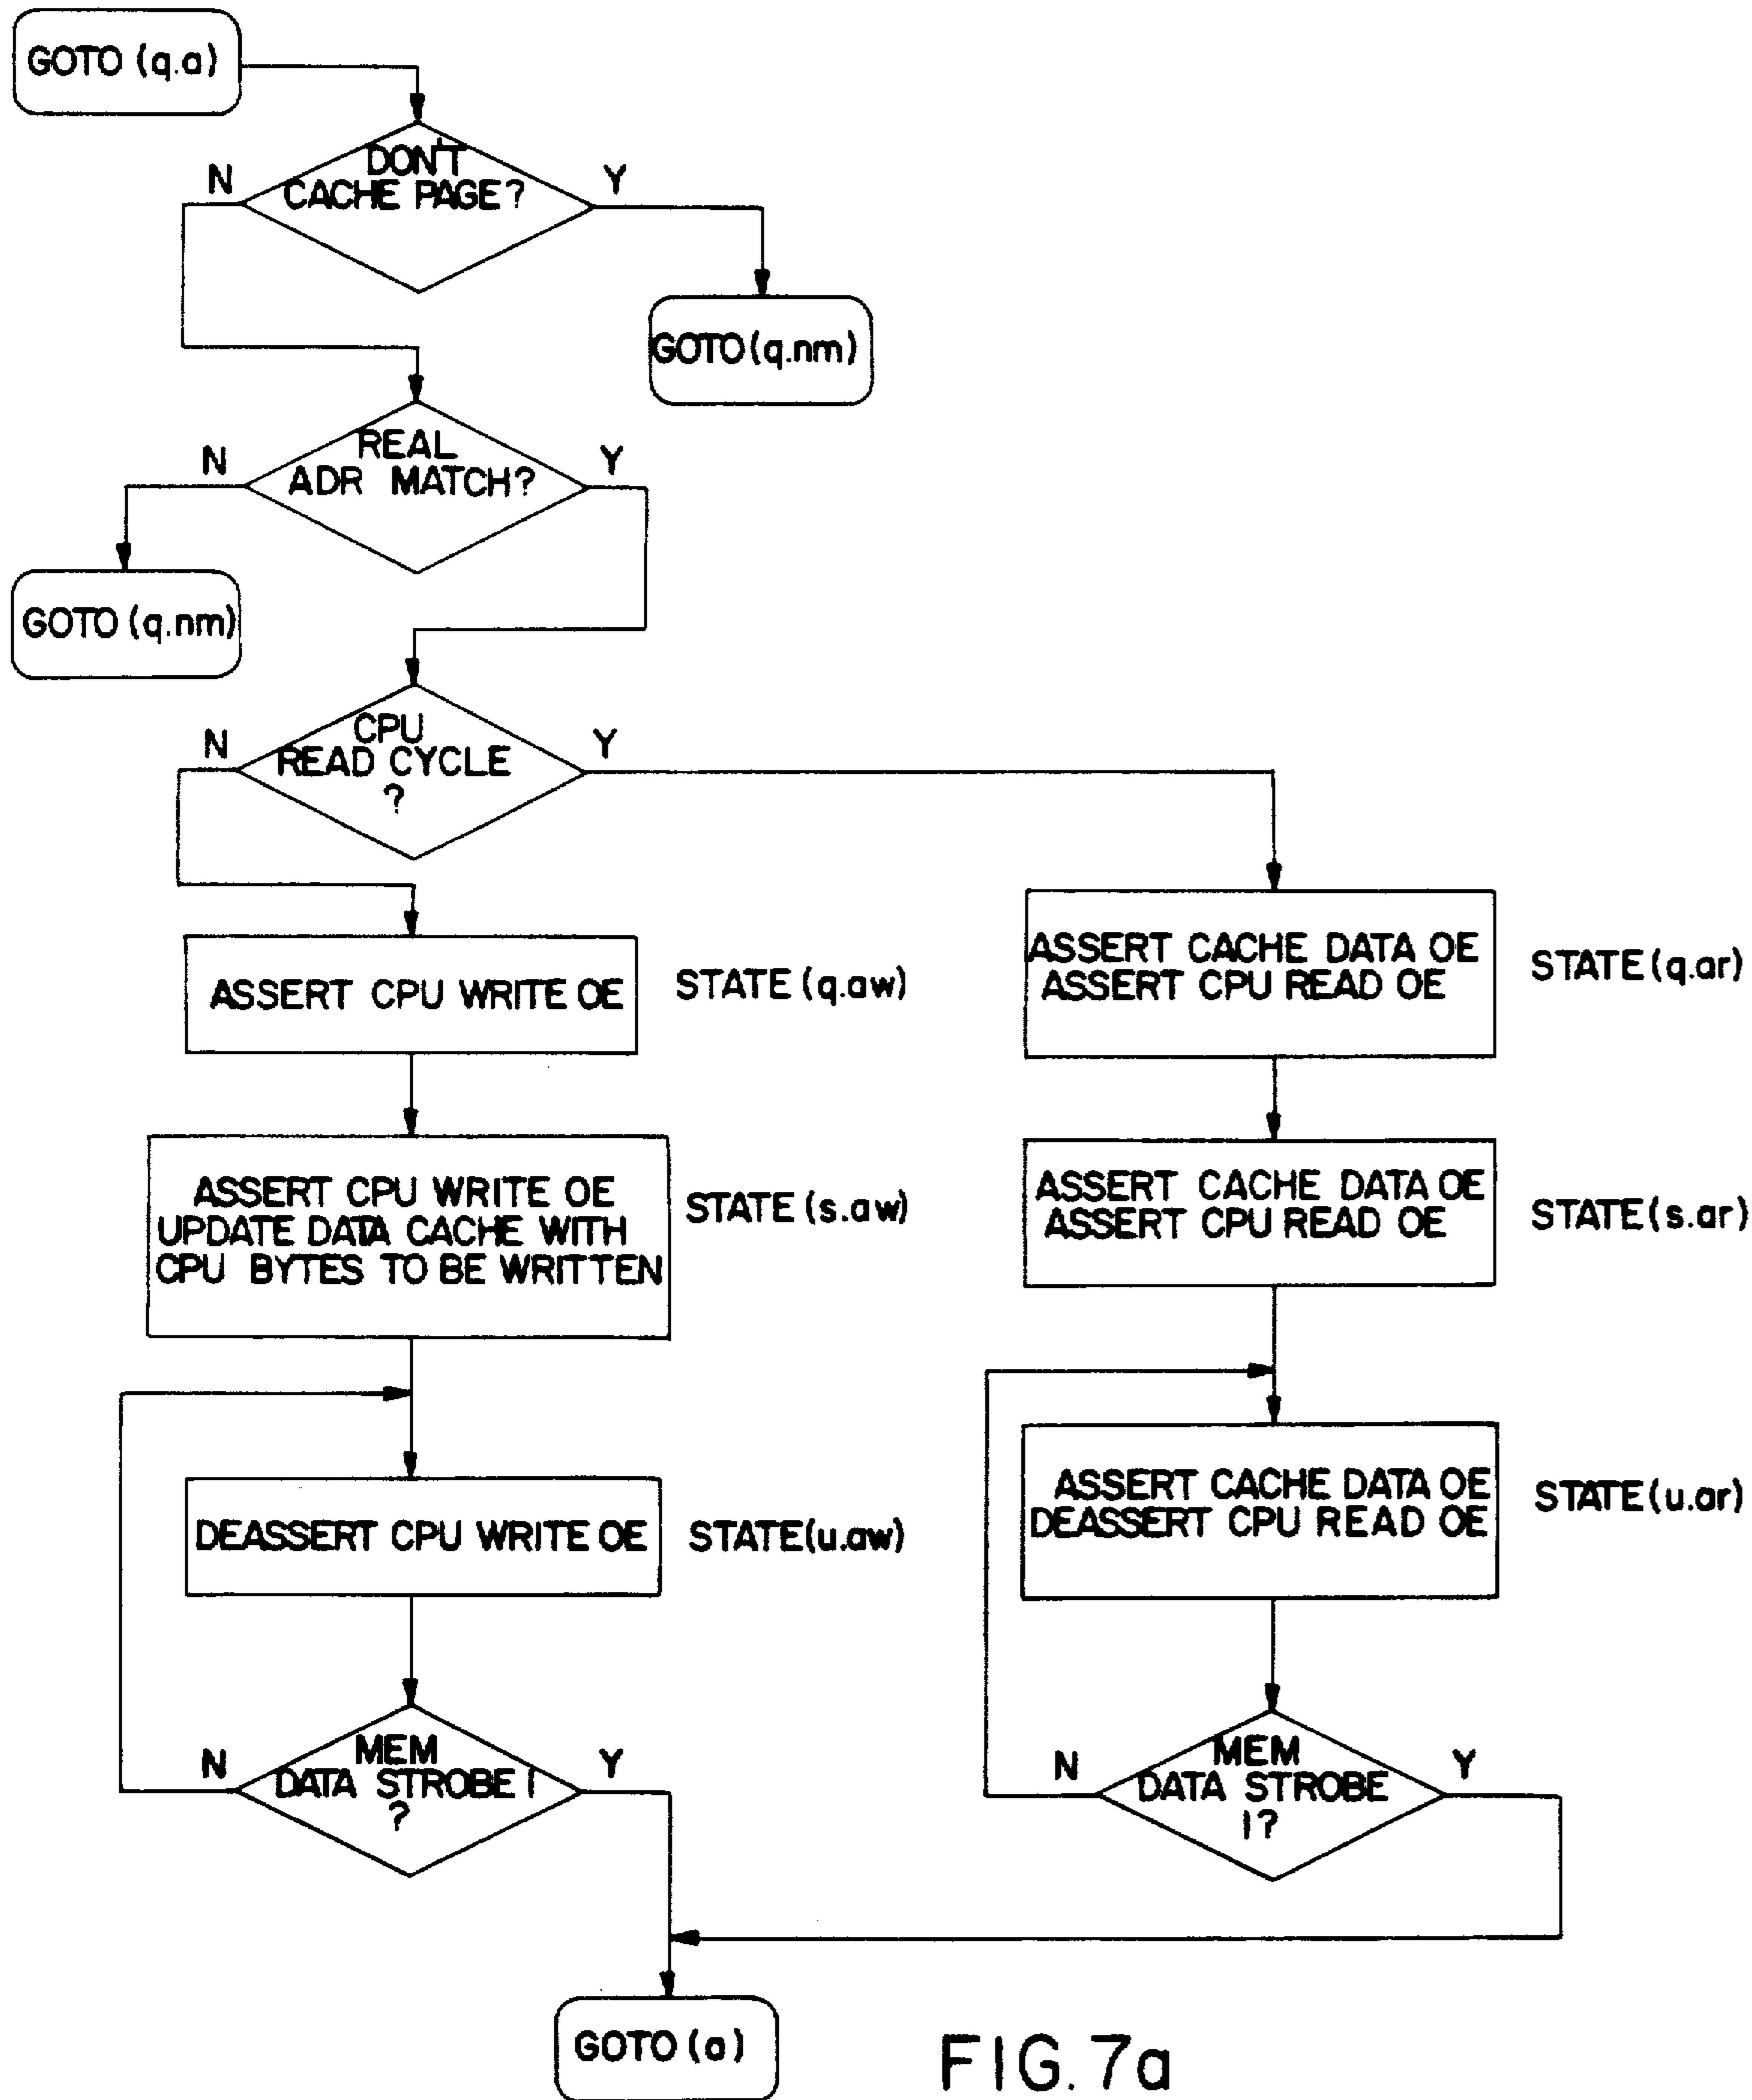 GOTO (q.a)
DON'T
CACHE PAGE?
N
Y
GOTO (q.nm)
REAL
ADR MATCH?
N
Y
GOTO (q.nm)
CPU
READ CYCLE
?
N
Y
ASSERT CPU WRITE OE
STATE (q.aw)
ASSERT CACHE DATA OE
ASSERT CPU READ OE
STATE (q.ar)
ASSERT CPU WRITE OE
UPDATE DATA CACHE WITH
CPU BYTES TO BE WRITTEN
STATE (s.aw)
ASSERT CACHE DATA OE
ASSERT CPU READ OE
STATE (s.ar)
DEASSERT CPU WRITE OE
STATE (u.aw)
ASSERT CACHE DATA OE
DEASSERT CPU READ OE
STATE (u.ar)
MEM
DATA STROBE 1
?
N
Y
MEM
DATA STROBE
1?
N
Y
GOTO (a)
FIG. 7a